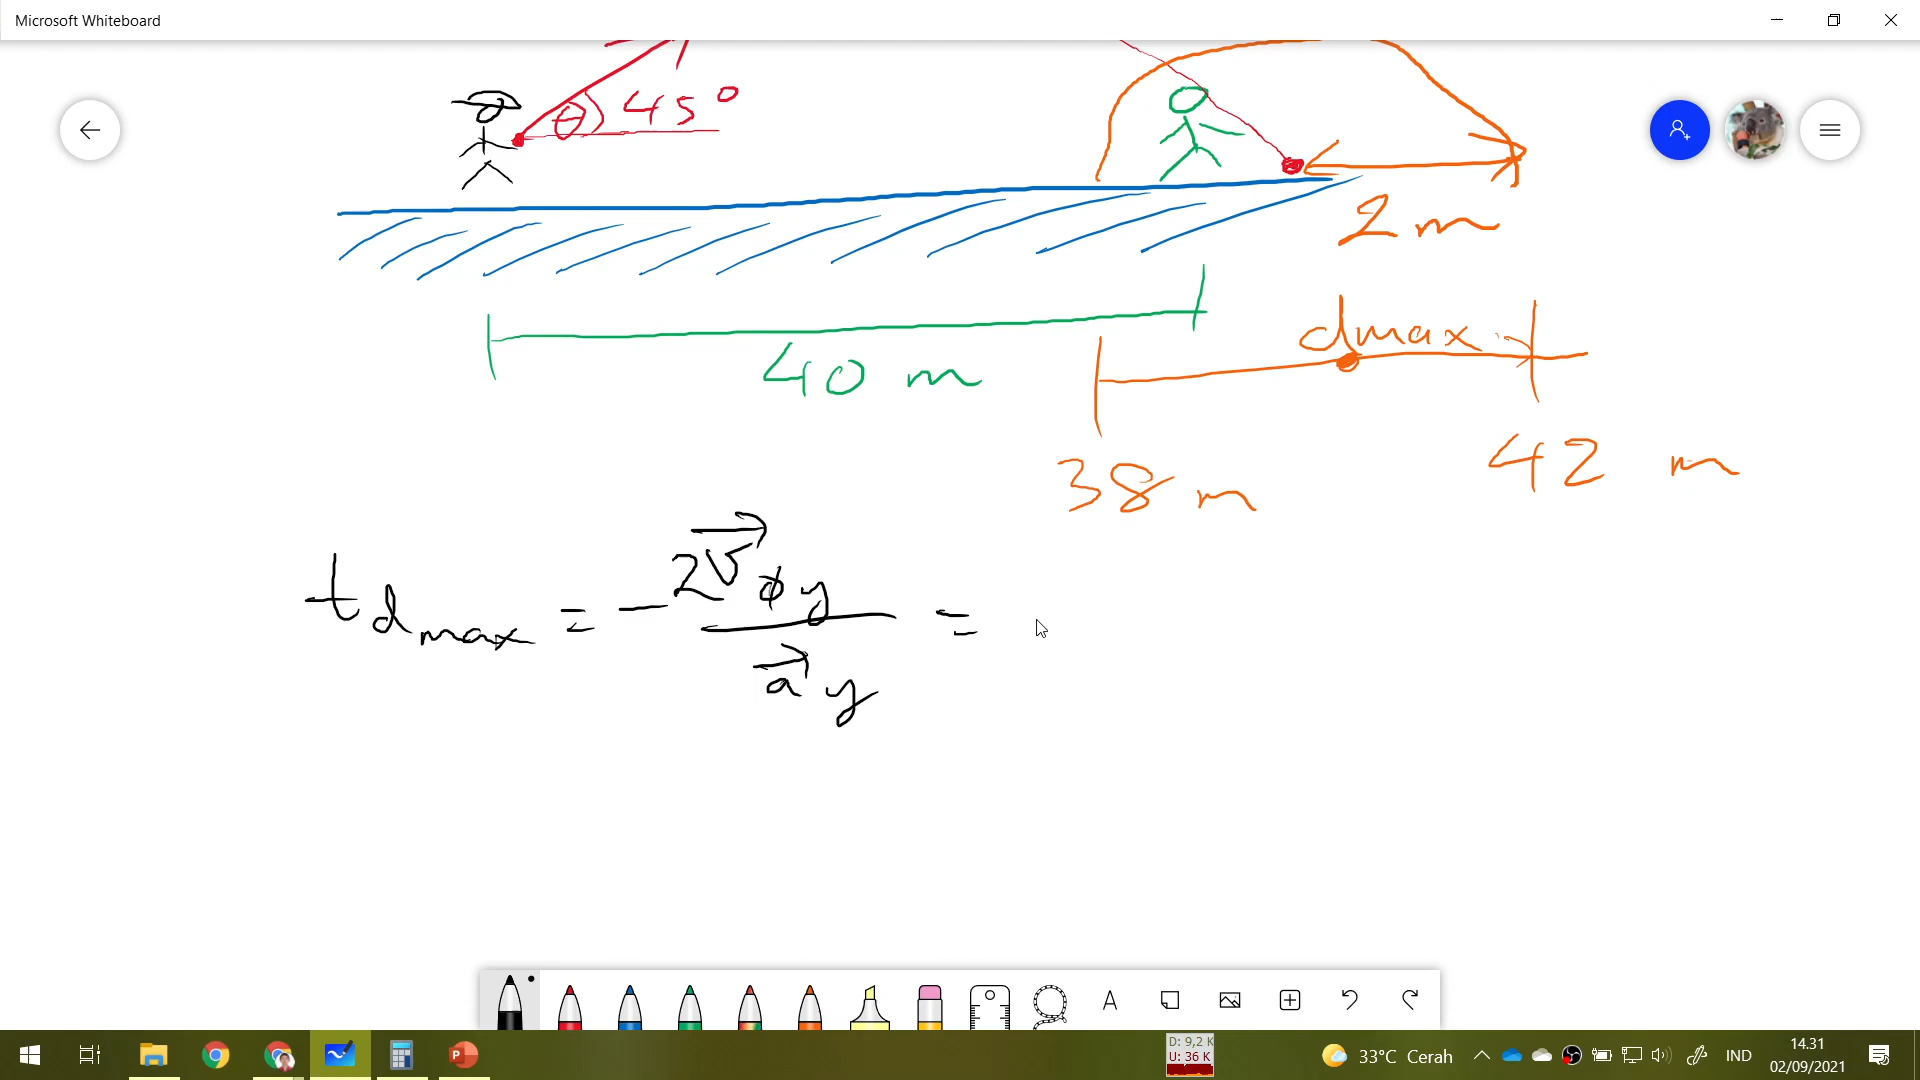 Microsoft Whiteboard
θ 45°
2 m
dmax
40 m
38 m
42 m
t dmax = - 2v⃗ 0y / a⃗ y =
A
D: 9,2 K
U: 36 K
P
33°C Cerah
IND
14.31
02/09/2021